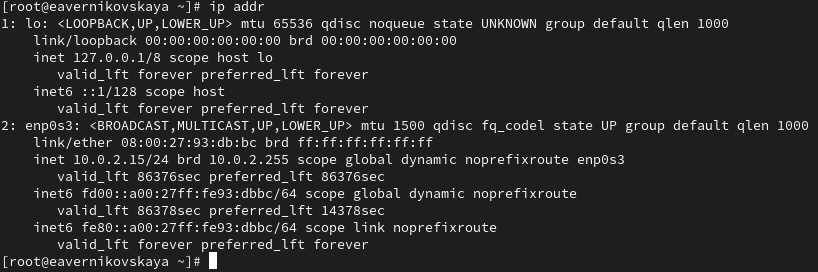 [root@eavernikovskaya ~]# ip addr
1: lo: <LOOPBACK,UP,LOWER_UP> mtu 65536 qdisc noqueue state UNKNOWN group default qlen 1000
    link/loopback 00:00:00:00:00:00 brd 00:00:00:00:00:00
    inet 127.0.0.1/8 scope host lo
       valid_lft forever preferred_lft forever
    inet6 ::1/128 scope host
       valid_lft forever preferred_lft forever
2: enp0s3: <BROADCAST,MULTICAST,UP,LOWER_UP> mtu 1500 qdisc fq_codel state UP group default qlen 1000
    link/ether 08:00:27:93:db:bc brd ff:ff:ff:ff:ff:ff
    inet 10.0.2.15/24 brd 10.0.2.255 scope global dynamic noprefixroute enp0s3
       valid_lft 86376sec preferred_lft 86376sec
    inet6 fd00::a00:27ff:fe93:dbbc/64 scope global dynamic noprefixroute
       valid_lft 86378sec preferred_lft 14378sec
    inet6 fe80::a00:27ff:fe93:dbbc/64 scope link noprefixroute
       valid_lft forever preferred_lft forever
[root@eavernikovskaya ~]#